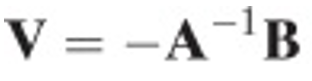 𝐕 = −𝐀⁻¹𝐁